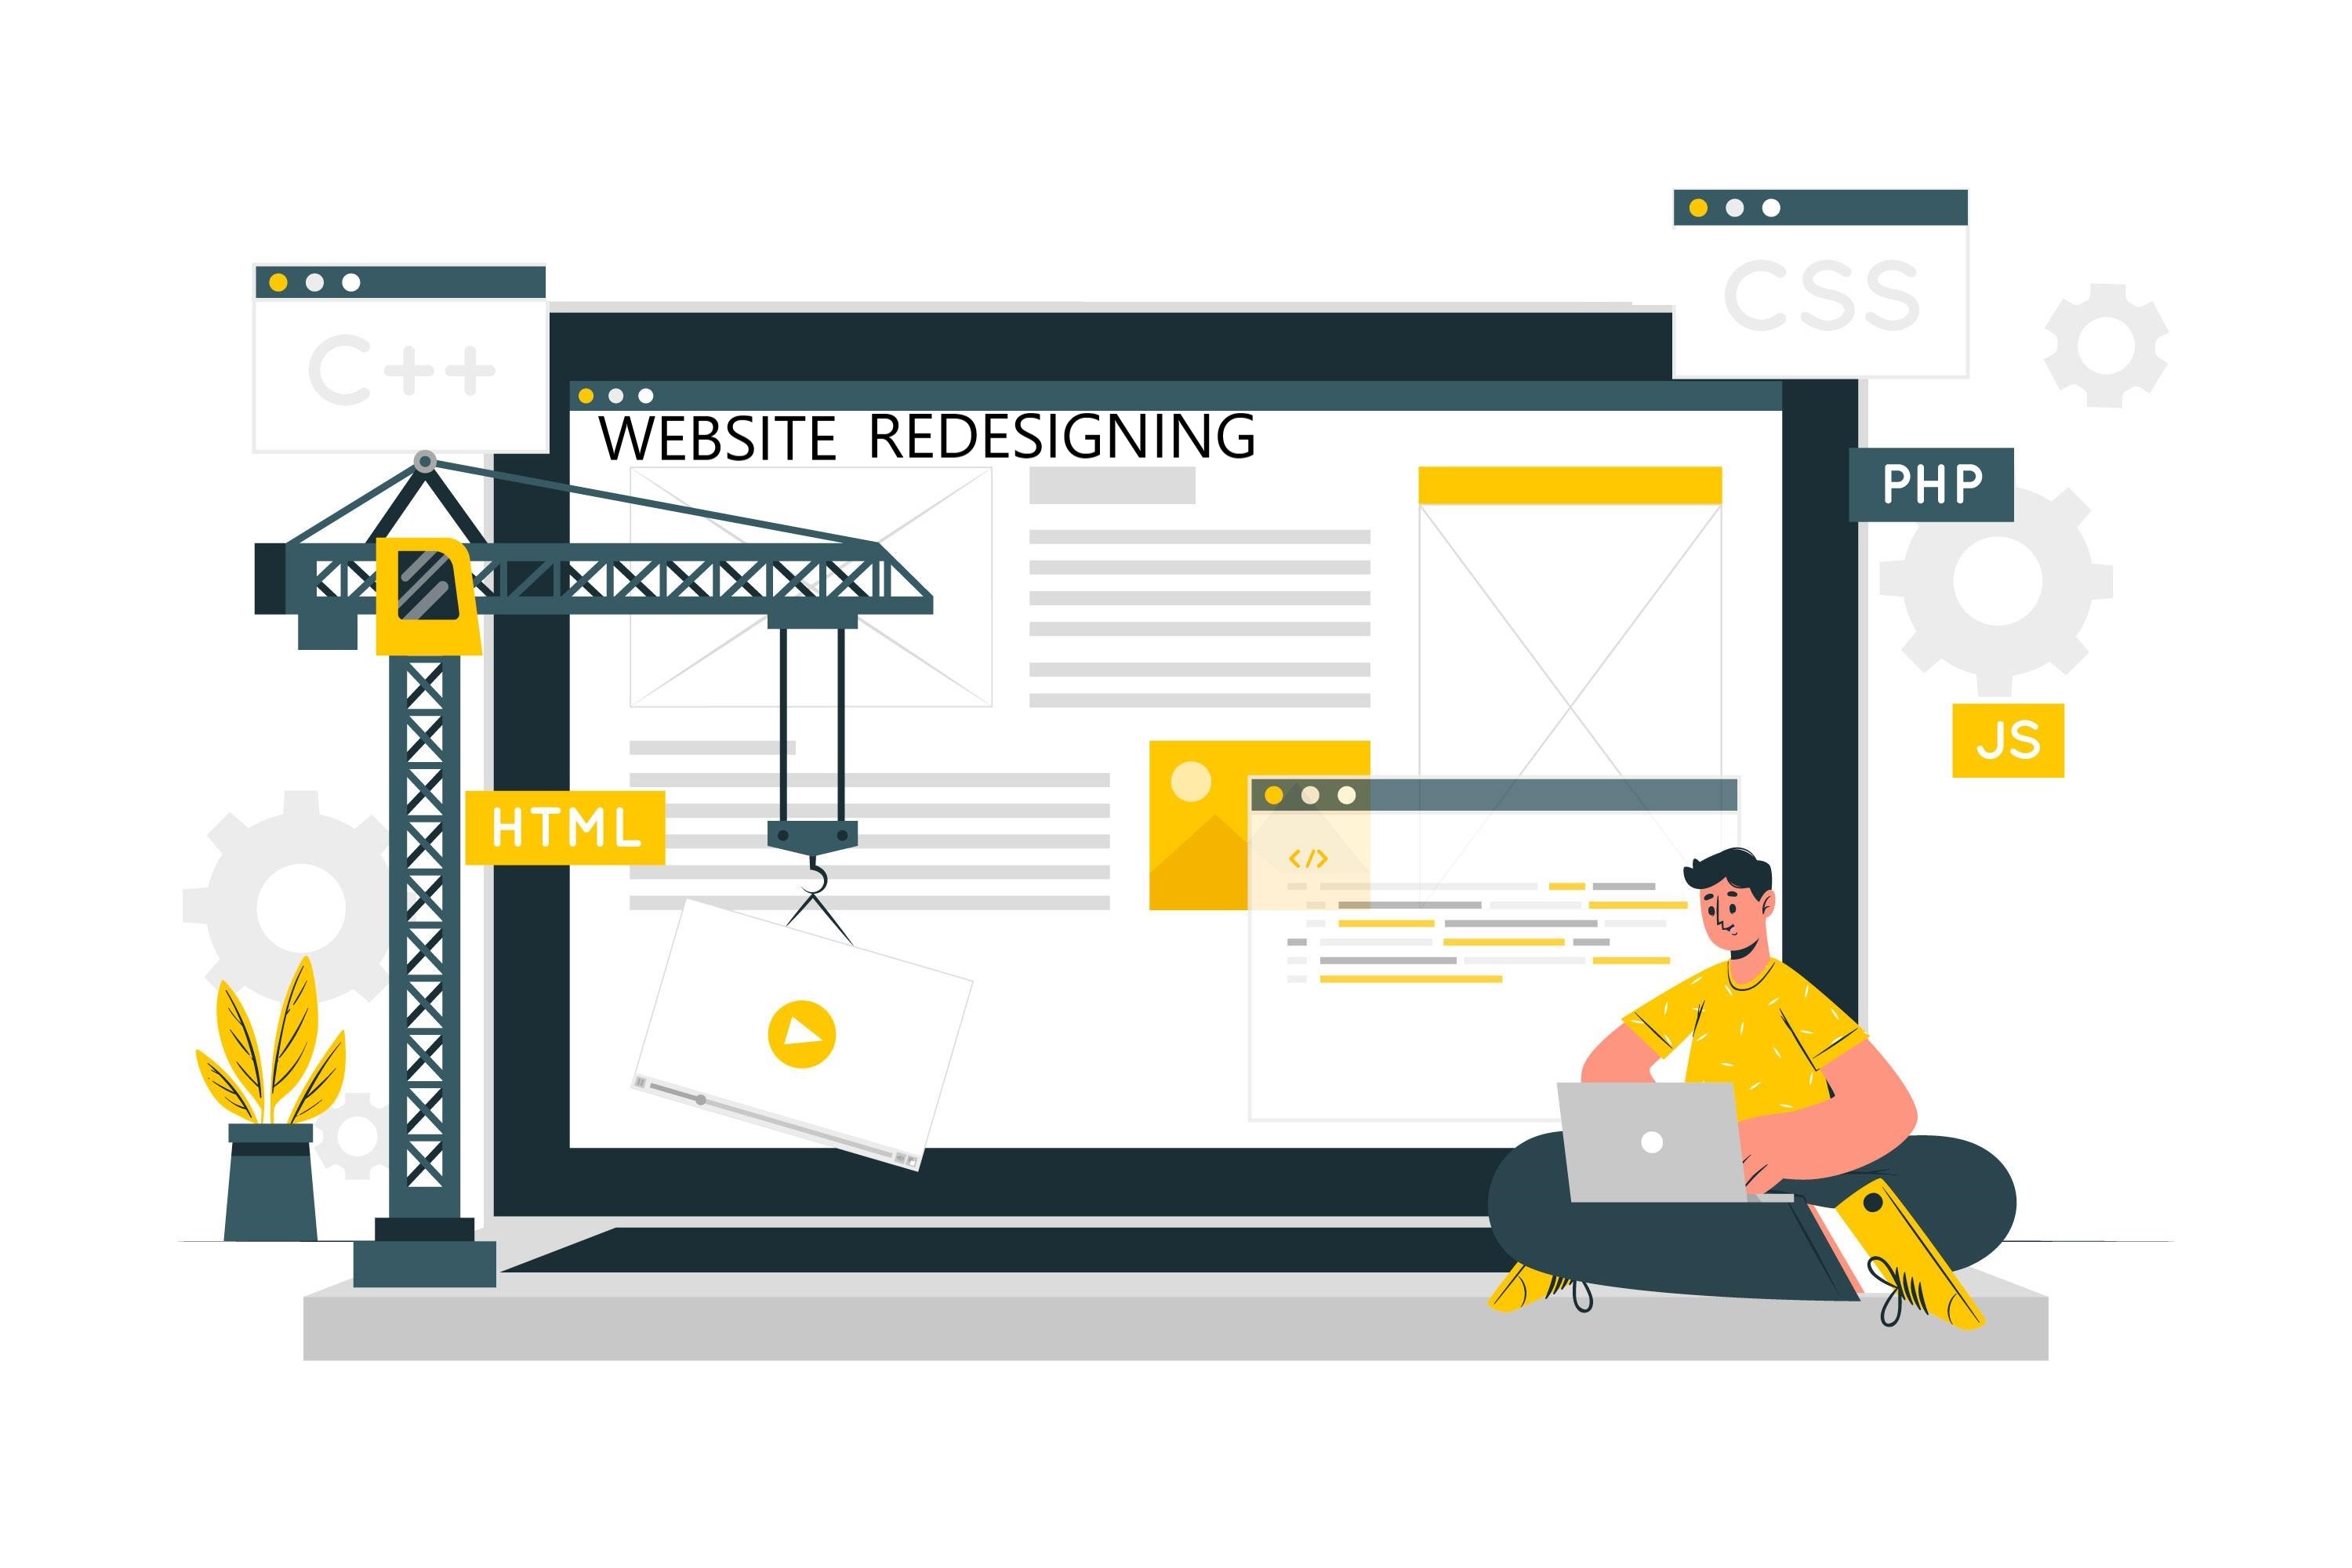 CSS
C++
WEBSITE REDESIGNING
PHP
JS
HTML
</>